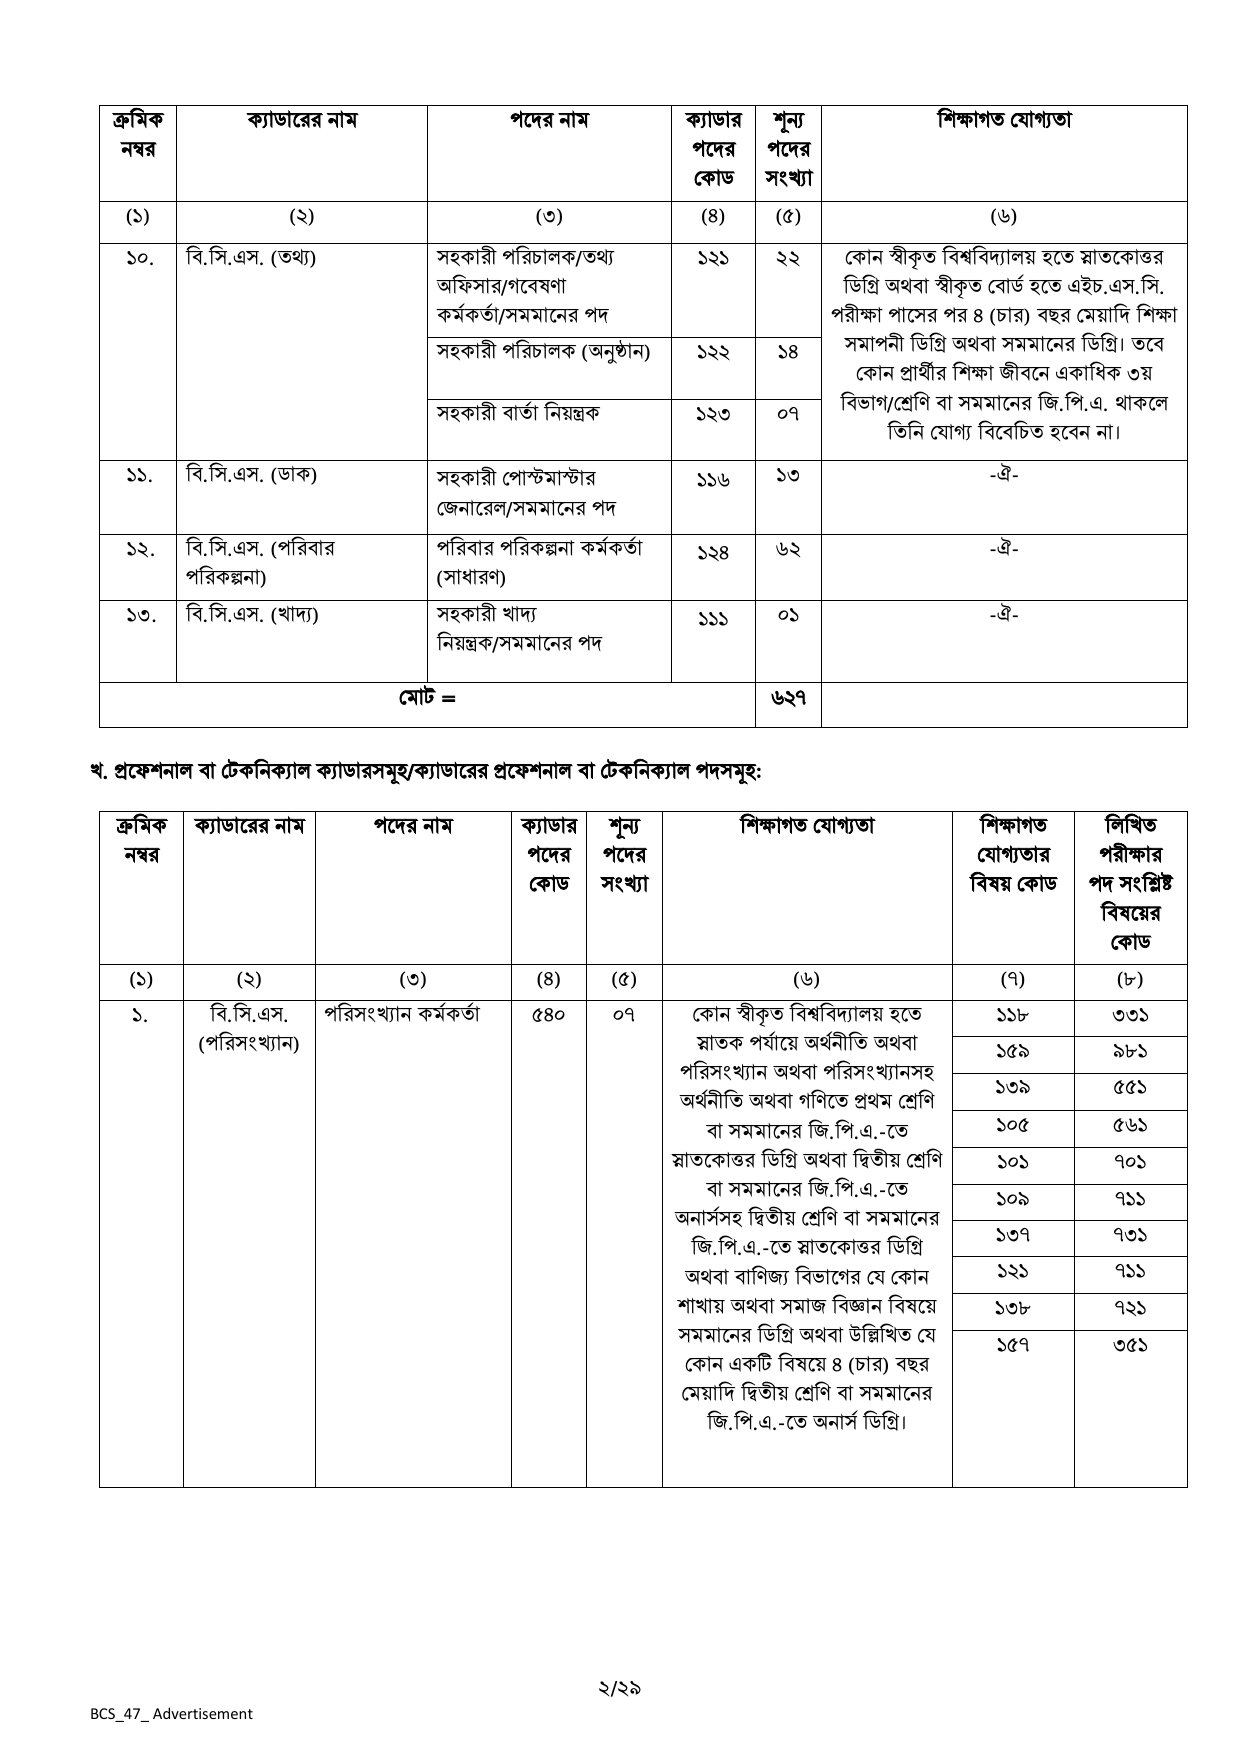 ক্রমিক নম্বর	ক্যাডারের নাম	পদের নাম	ক্যাডার পদের কোড	শূন্য পদের সংখ্যা	শিক্ষাগত যোগ্যতা
(১)	(২)	(৩)	(৪)	(৫)	(৬)
১০.	বি.সি.এস. (তথ্য)	সহকারী পরিচালক/তথ্য	১২১	২২	কোন স্বীকৃত বিশ্ববিদ্যালয় হতে স্নাতকোত্তর
অফিসার/গবেষণা	ডিগ্রি অথবা স্বীকৃত বোর্ড হতে এইচ.এস.সি.
কর্মকর্তা/সমমানের পদ	পরীক্ষা পাসের পর ৪ (চার) বছর মেয়াদি শিক্ষা
সহকারী পরিচালক (অনুষ্ঠান)	১২২	১৪	সমাপনী ডিগ্রি অথবা সমমানের ডিগ্রি। তবে
কোন প্রার্থীর শিক্ষা জীবনে একাধিক ৩য়
সহকারী বার্তা নিয়ন্ত্রক	১২৩	০৭	বিভাগ/শ্রেণি বা সমমানের জি.পি.এ. থাকলে
তিনি যোগ্য বিবেচিত হবেন না।
১১.	বি.সি.এস. (ডাক)	সহকারী পোস্টমাস্টার	১১৬	১৩	-ঐ-
জেনারেল/সমমানের পদ
১২.	বি.সি.এস. (পরিবার	পরিবার পরিকল্পনা কর্মকর্তা	১২৪	৬২	-ঐ-
পরিকল্পনা)	(সাধারণ)
১৩.	বি.সি.এস. (খাদ্য)	সহকারী খাদ্য	১১১	০১	-ঐ-
নিয়ন্ত্রক/সমমানের পদ
মোট =	৬২৭
খ. প্রফেশনাল বা টেকনিক্যাল ক্যাডারসমূহ/ক্যাডারের প্রফেশনাল বা টেকনিক্যাল পদসমূহ:
ক্রমিক নম্বর	ক্যাডারের নাম	পদের নাম	ক্যাডার পদের কোড	শূন্য পদের সংখ্যা	শিক্ষাগত যোগ্যতা	শিক্ষাগত যোগ্যতার বিষয় কোড	লিখিত পরীক্ষার পদ সংশ্লিষ্ট বিষয়ের কোড
(১)	(২)	(৩)	(৪)	(৫)	(৬)	(৭)	(৮)
১.	বি.সি.এস.	পরিসংখ্যান কর্মকর্তা	৫৪০	০৭	কোন স্বীকৃত বিশ্ববিদ্যালয় হতে	১১৮	৩৩১
(পরিসংখ্যান)	স্নাতক পর্যায়ে অর্থনীতি অথবা	১৫৯	৯৮১
পরিসংখ্যান অথবা পরিসংখ্যানসহ	১৩৯	৫৫১
অর্থনীতি অথবা গণিতে প্রথম শ্রেণি
বা সমমানের জি.পি.এ.-তে	১০৫	৫৬১
স্নাতকোত্তর ডিগ্রি অথবা দ্বিতীয় শ্রেণি	১০১	৭০১
বা সমমানের জি.পি.এ.-তে	১০৯	৭১১
অনার্সসহ দ্বিতীয় শ্রেণি বা সমমানের
জি.পি.এ.-তে স্নাতকোত্তর ডিগ্রি	১৩৭	৭৩১
অথবা বাণিজ্য বিভাগের যে কোন	১২১	৭১১
শাখায় অথবা সমাজ বিজ্ঞান বিষয়ে	১৩৮	৭২১
সমমানের ডিগ্রি অথবা উল্লিখিত যে	১৫৭	৩৫১
কোন একটি বিষয়ে ৪ (চার) বছর
মেয়াদি দ্বিতীয় শ্রেণি বা সমমানের
জি.পি.এ.-তে অনার্স ডিগ্রি।
২/২৯
BCS_47_ Advertisement